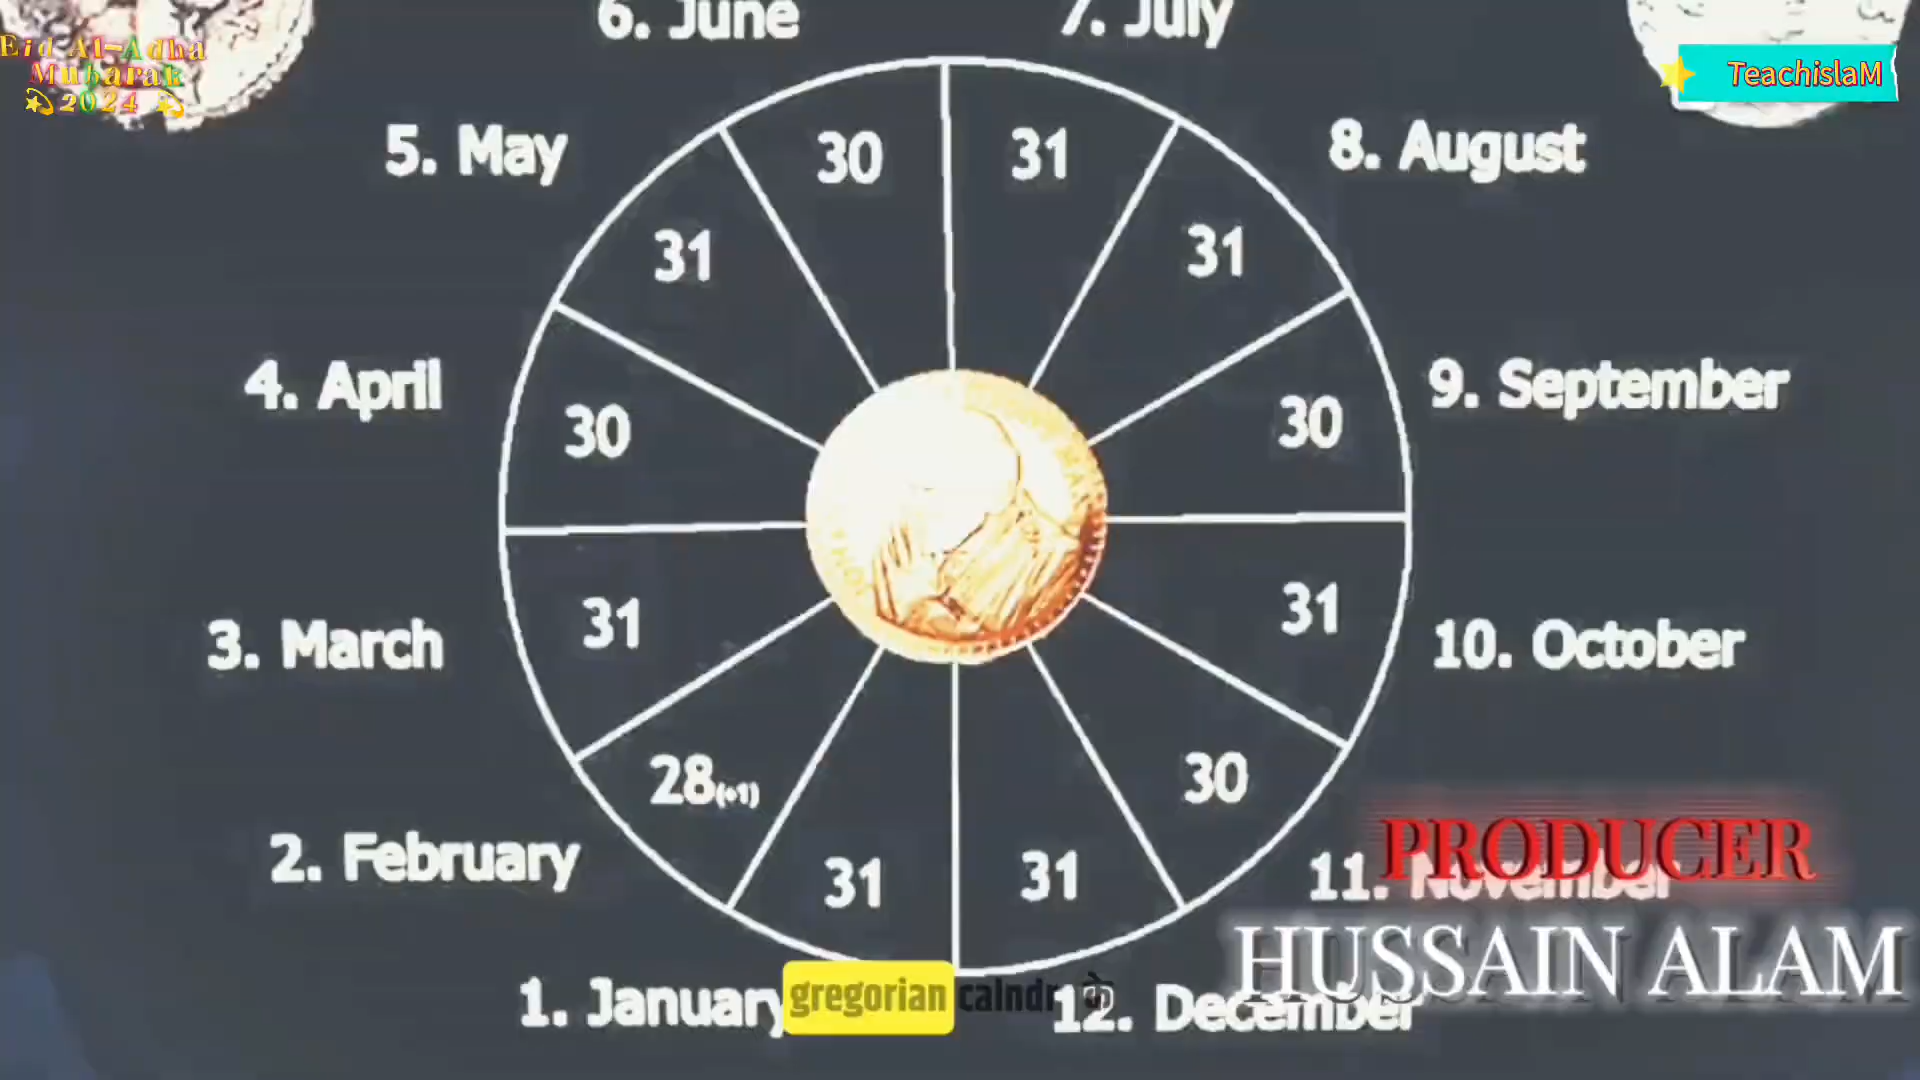 6. June
7. July
Eid Al-Adha
Mubarak
2024
TeachislaM
5. May
30
31
8. August
31
31
4. April
9. September
30
30
3. March
31
31
10. October
28(+1)
30
2. February
31
31
11. November
PRODUCER
HUSSAIN ALAM
1. January
gregorian calndr के
12. December